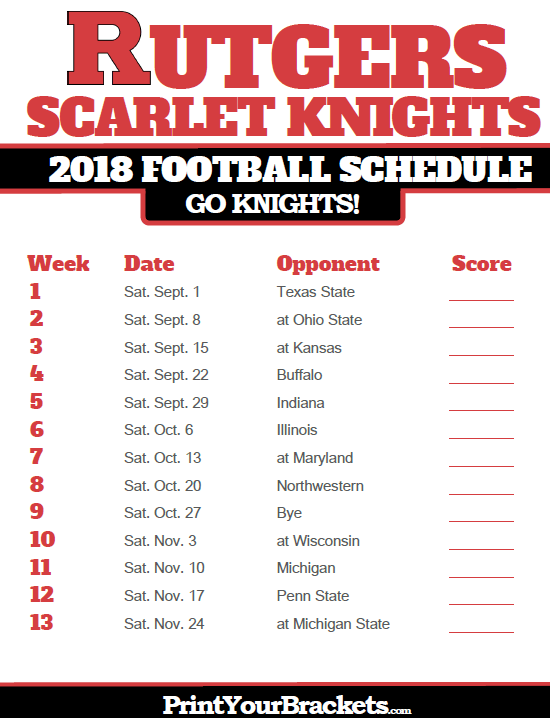 RUTGERS
SCARLET KNIGHTS
2018 FOOTBALL SCHEDULE
GO KNIGHTS!
Week Date Opponent Score
1 Sat. Sept. 1 Texas State
2 Sat. Sept. 8 at Ohio State
3 Sat. Sept. 15 at Kansas
4 Sat. Sept. 22 Buffalo
5 Sat. Sept. 29 Indiana
6 Sat. Oct. 6 Illinois
7 Sat. Oct. 13 at Maryland
8 Sat. Oct. 20 Northwestern
9 Sat. Oct. 27 Bye
10 Sat. Nov. 3 at Wisconsin
11 Sat. Nov. 10 Michigan
12 Sat. Nov. 17 Penn State
13 Sat. Nov. 24 at Michigan State
PrintYourBrackets.com